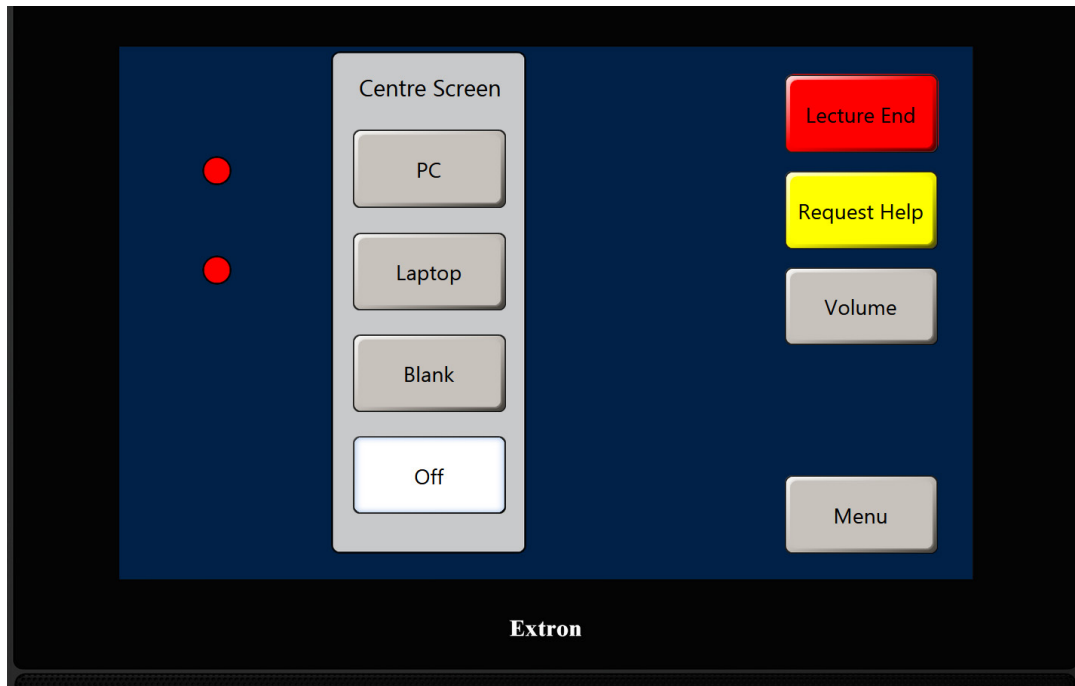 Centre Screen
PC
Laptop
Blank
Off
Lecture End
Request Help
Volume
Menu
Extron